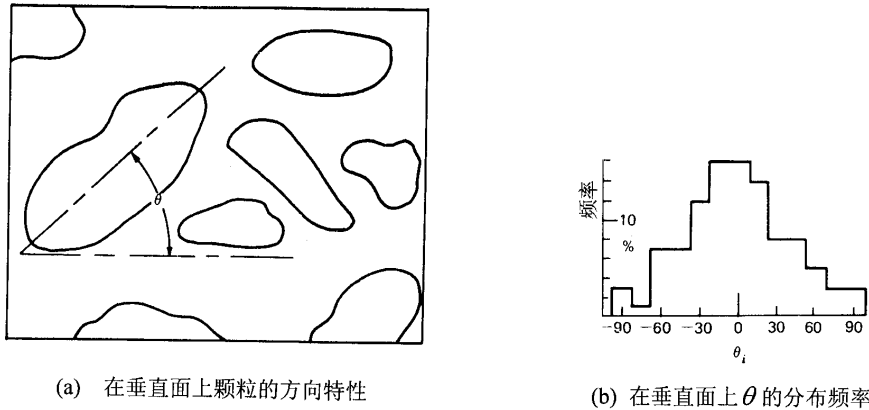 θ
(a) 在垂直面上颗粒的方向特性
频率
10
%
−90 −60 −30 0 30 60 90
θi
(b) 在垂直面上θ的分布频率